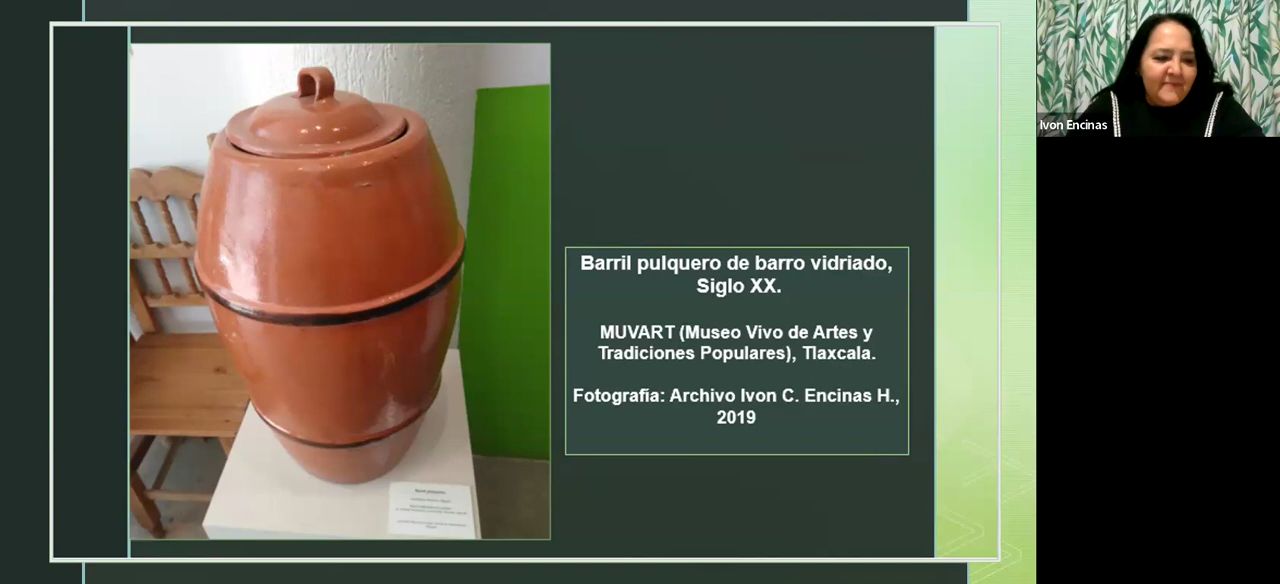 Barril pulquero de barro vidriado,
Siglo XX.
MUVART (Museo Vivo de Artes y
Tradiciones Populares), Tlaxcala.
Fotografía: Archivo Ivon C. Encinas H.,
2019
Ivon Encinas